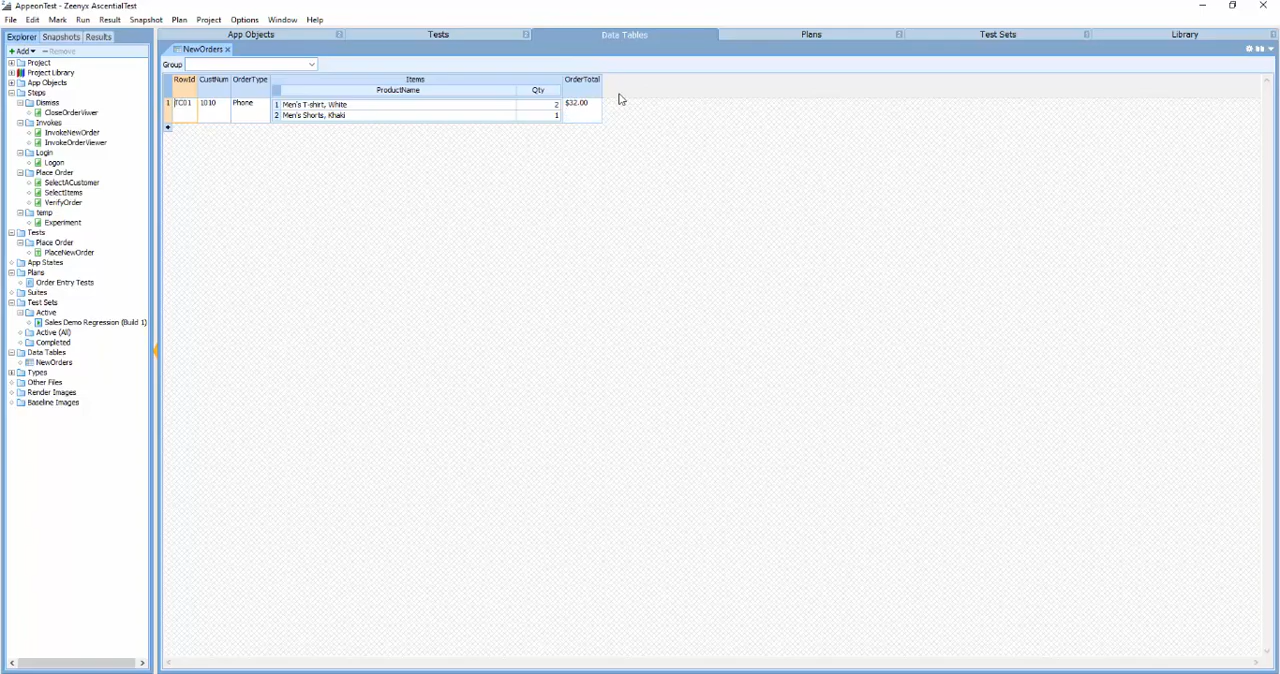 AppeonTest - Zeenyx AscentialTest
File Edit Mark Run Result Snapshot Plan Project Options Window Help
Explorer Snapshots Results
Add Remove
Project
Project Library
App Objects
Steps
Dismiss
CloseOrderViwer
Invokes
InvokeNewOrder
InvokeOrderViewer
Login
Logon
Place Order
SelectACustomer
SelectItems
VerifyOrder
temp
Experiment
Tests
Place Order
PlaceNewOrder
App States
Plans
Order Entry Tests
Suites
Test Sets
Active
Sales Demo Regression (Build 1)
Active (All)
Completed
Data Tables
NewOrders
Types
Other Files
Render Images
Baseline Images
App Objects Tests Data Tables Plans Test Sets Library
NewOrders
Group
RowId CustNum OrderType Items OrderTotal
ProductName Qty
1 TC01 1010 Phone 1 Men's T-shirt, White 2 $32.00
2 Men's Shorts, Khaki 1